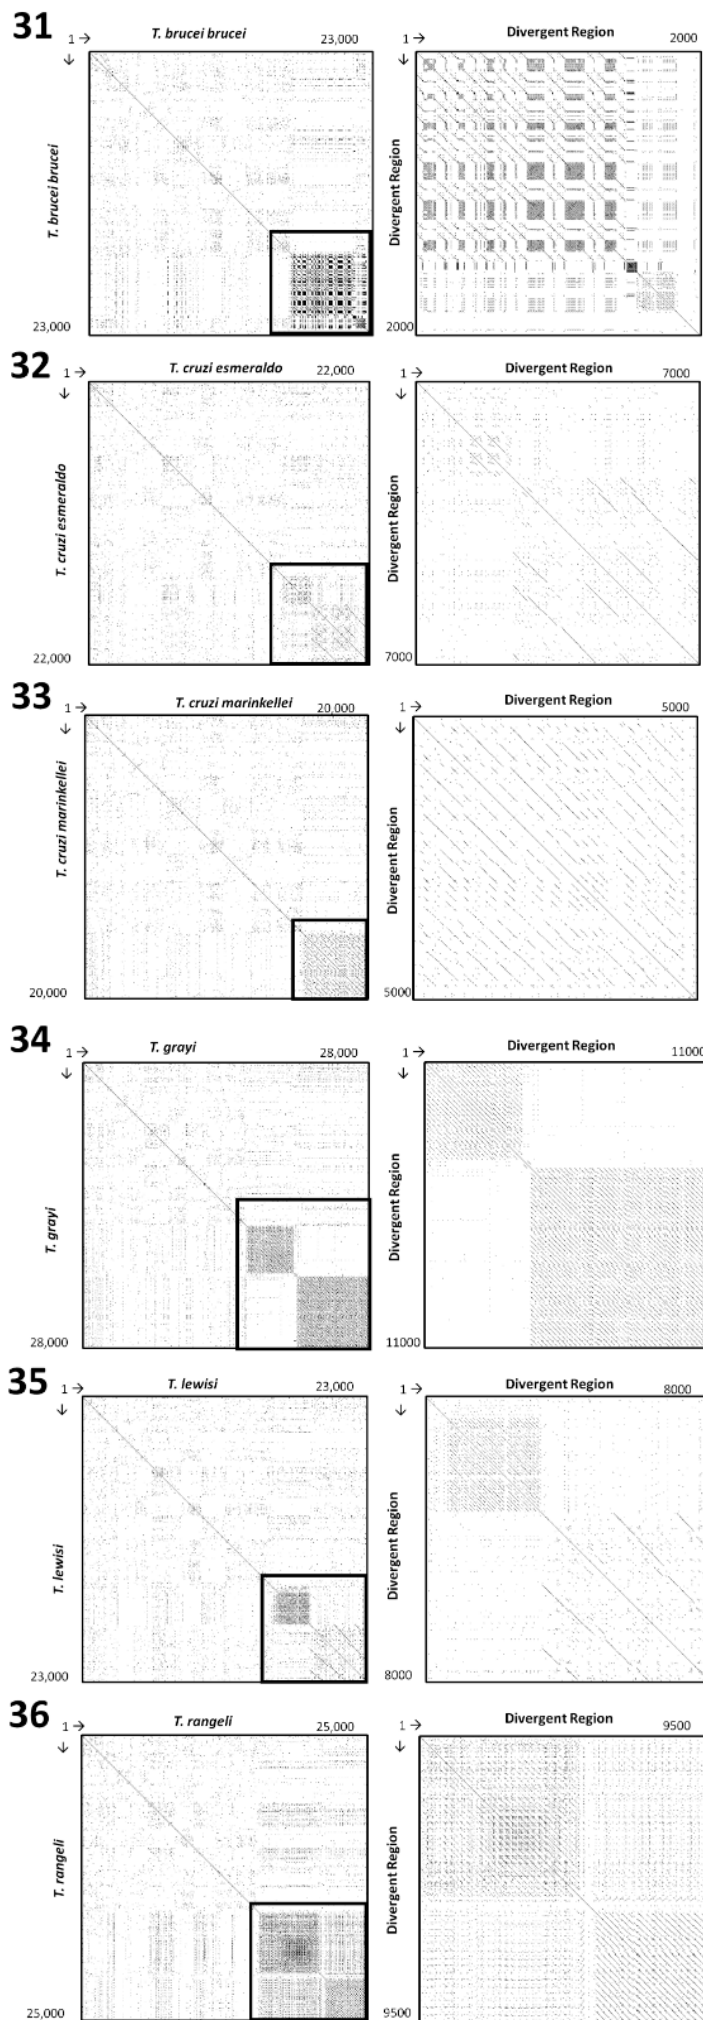 31
1 → T. brucei brucei 23,000
↓
T. brucei brucei
23,000
1 → Divergent Region 2000
↓
Divergent Region
2000
32
1 → T. cruzi esmeraldo 22,000
↓
T. cruzi esmeraldo
22,000
1 → Divergent Region 7000
↓
Divergent Region
7000
33
1 → T. cruzi marinkellei 20,000
↓
T. cruzi marinkellei
20,000
1 → Divergent Region 5000
↓
Divergent Region
5000
34
1 → T. grayi 28,000
↓
T. grayi
28,000
1 → Divergent Region 11000
↓
Divergent Region
11000
35
1 → T. lewisi 23,000
↓
T. lewisi
23,000
1 → Divergent Region 8000
↓
Divergent Region
8000
36
1 → T. rangeli 25,000
↓
T. rangeli
25,000
1 → Divergent Region 9500
↓
Divergent Region
9500